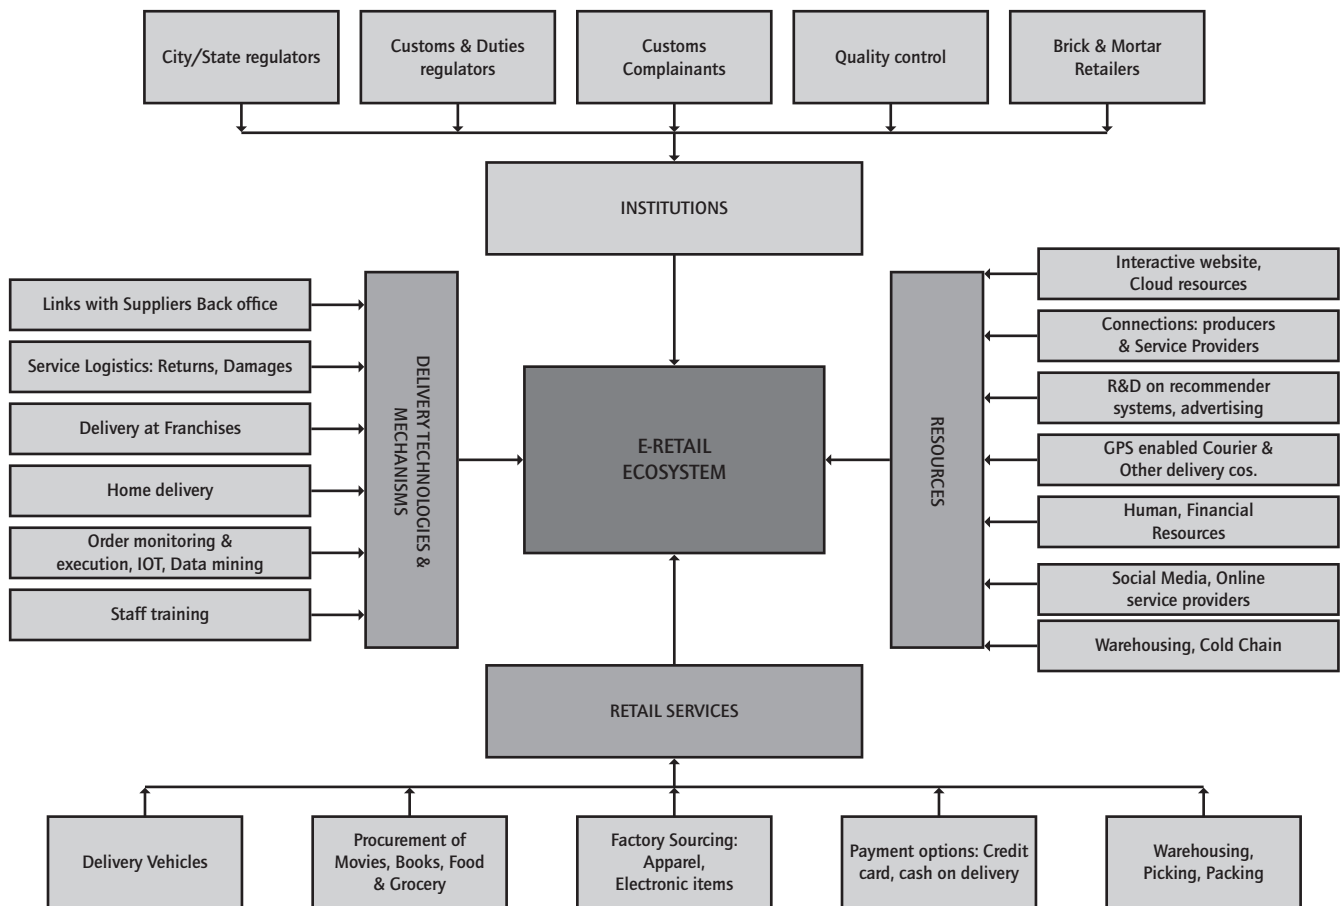 City/State regulators
Customs & Duties
regulators
Customs
Complainants
Quality control
Brick & Mortar
Retailers
INSTITUTIONS
Links with Suppliers Back office
Service Logistics: Returns, Damages
Delivery at Franchises
Home delivery
Order monitoring &
execution, IOT, Data mining
Staff training
DELIVERY TECHNOLOGIES &
MECHANISMS
E-RETAIL
ECOSYSTEM
RESOURCES
Interactive website,
Cloud resources
Connections: producers
& Service Providers
R&D on recommender
systems, advertising
GPS enabled Courier &
Other delivery cos.
Human, Financial
Resources
Social Media, Online
service providers
Warehousing, Cold Chain
RETAIL SERVICES
Delivery Vehicles
Procurement of
Movies, Books, Food
& Grocery
Factory Sourcing:
Apparel,
Electronic items
Payment options: Credit
card, cash on delivery
Warehousing,
Picking, Packing